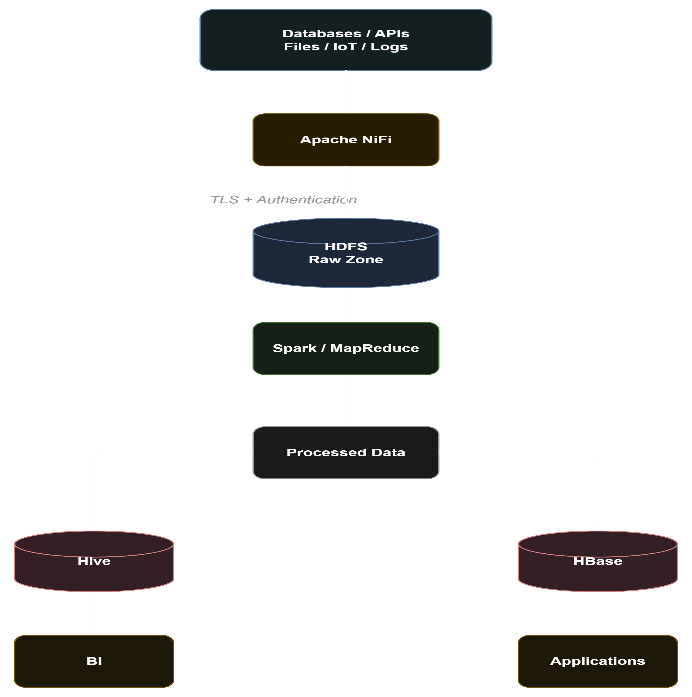 Databases / APIs
Files / IoT / Logs
Apache NiFi
TLS + Authentication
HDFS
Raw Zone
Spark / MapReduce
Processed Data
Hive
HBase
BI
Applications